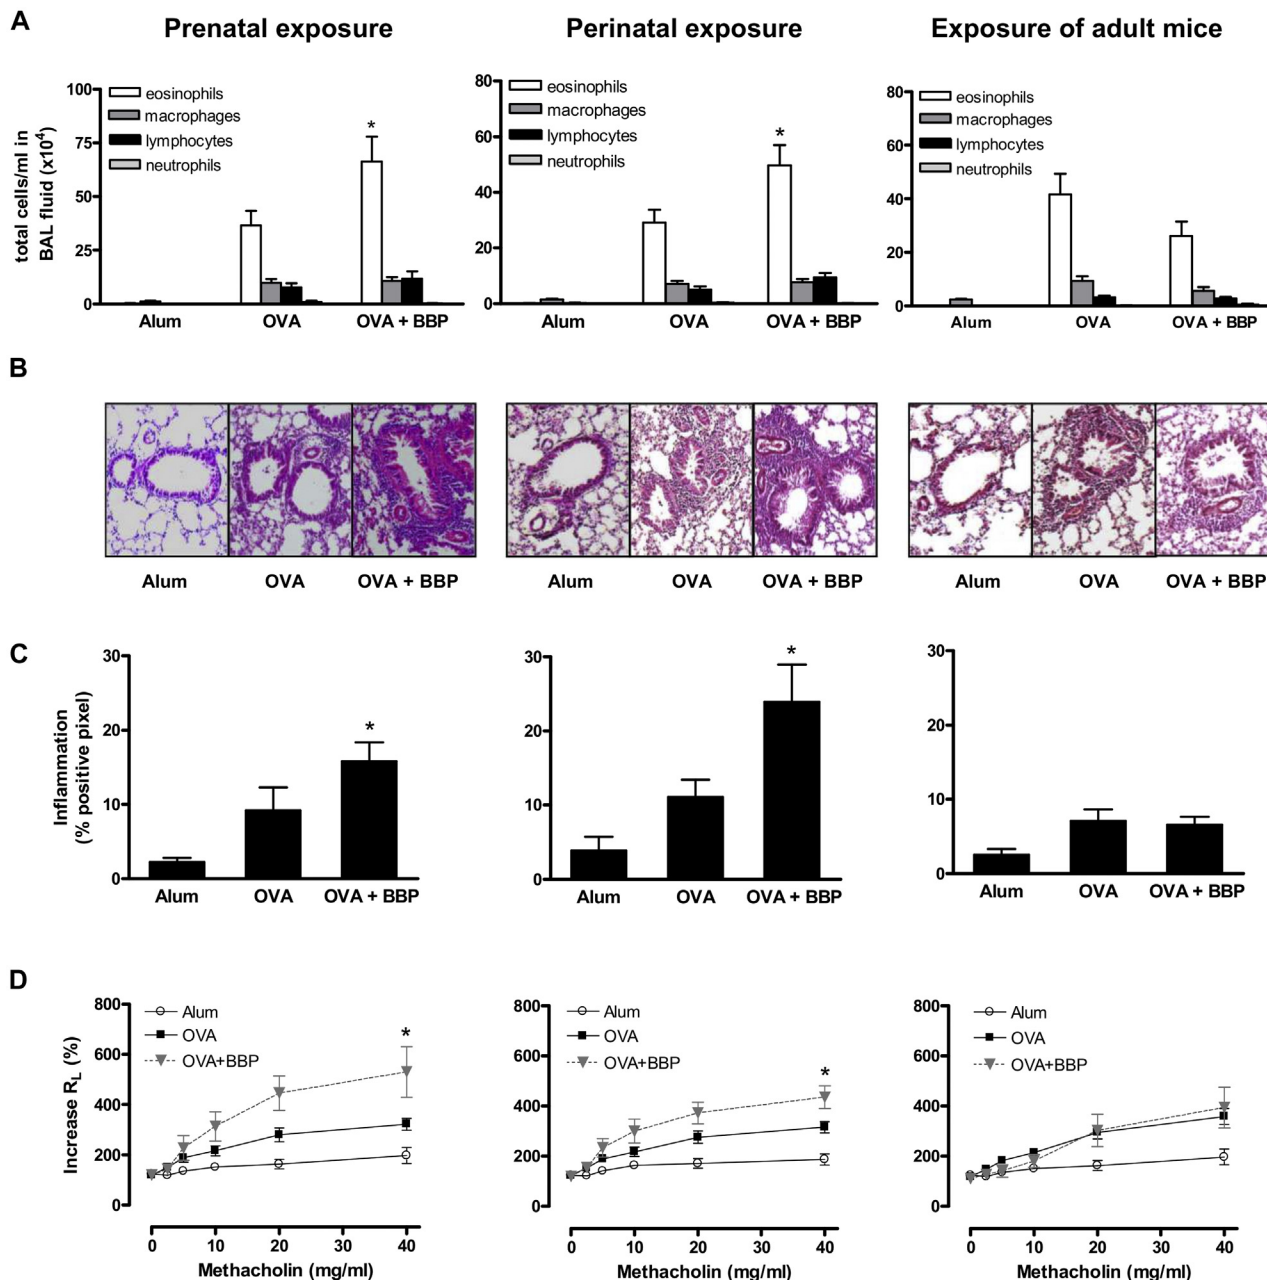 A
Prenatal exposure
Perinatal exposure
Exposure of adult mice
total cells/ml in
BAL fluid (x10⁴)
100
75
50
25
0
eosinophils
macrophages
lymphocytes
neutrophils
*
Alum
OVA
OVA + BBP
80
60
40
20
0
eosinophils
macrophages
lymphocytes
neutrophils
*
Alum
OVA
OVA + BBP
80
60
40
20
0
eosinophils
macrophages
lymphocytes
neutrophils
Alum
OVA
OVA + BBP
B
Alum
OVA
OVA + BBP
Alum
OVA
OVA + BBP
Alum
OVA
OVA + BBP
C
Inflammation
(% positive pixel)
30
20
10
0
*
Alum
OVA
OVA + BBP
30
20
10
0
*
Alum
OVA
OVA + BBP
30
20
10
0
Alum
OVA
OVA + BBP
D
Increase RL (%)
800
600
400
200
0
Alum
OVA
OVA+BBP
*
0
10
20
30
40
Methacholin (mg/ml)
800
600
400
200
0
Alum
OVA
OVA+BBP
*
0
10
20
30
40
Methacholin (mg/ml)
800
600
400
200
0
Alum
OVA
OVA+BBP
0
10
20
30
40
Methacholin (mg/ml)